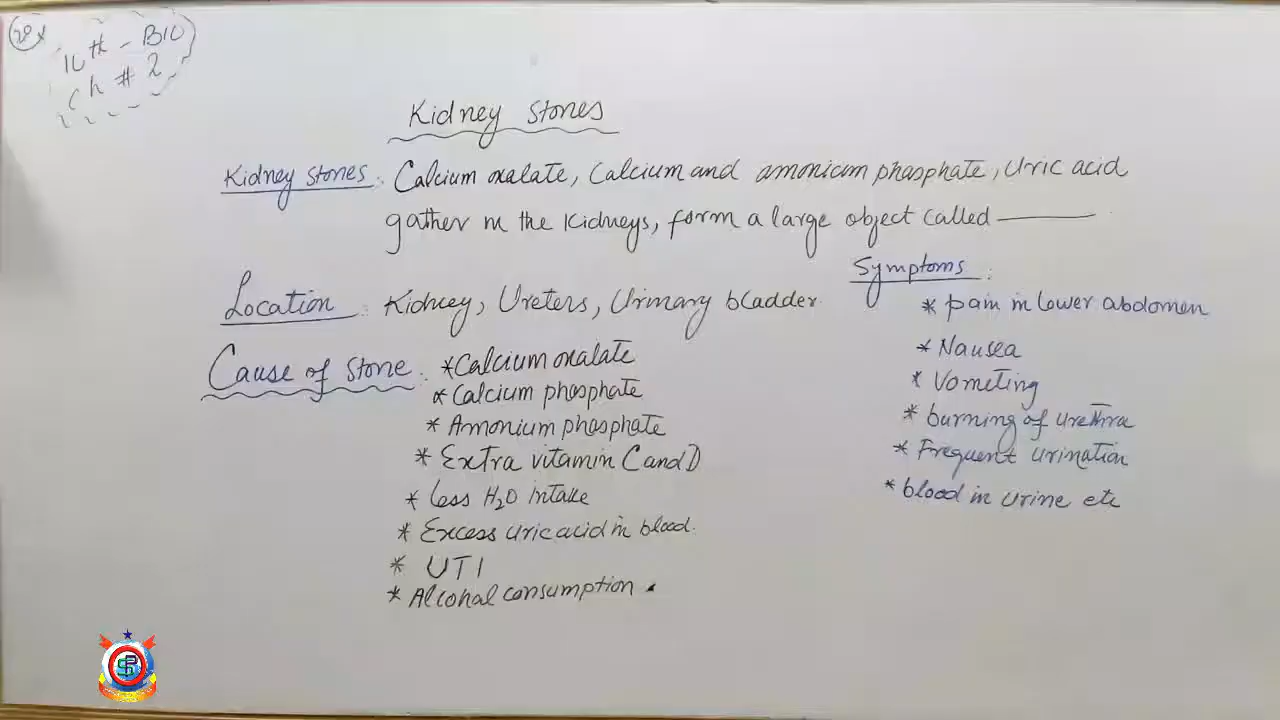 10th - BIO
Ch # 2
Kidney Stones
Kidney Stones: Calcium oxalate, Calcium and amonicum phosphate, Uric acid
gather in the Kidneys, form a large object called ————
Location: Kidney, Ureters, Urinary bladder
Cause of Stone: *Calcium oxalate
* Calcium phosphate
* Amonium phosphate
* Extra vitamin C and D
* less H₂O intake
* Excess uric acid in blood.
* UTI
* Alcohal consumption.
Symptoms:
* pain in lower abdomen
* Nausea
* Vometing
* burning of urethra
* Frequent urination
* blood in urine etc